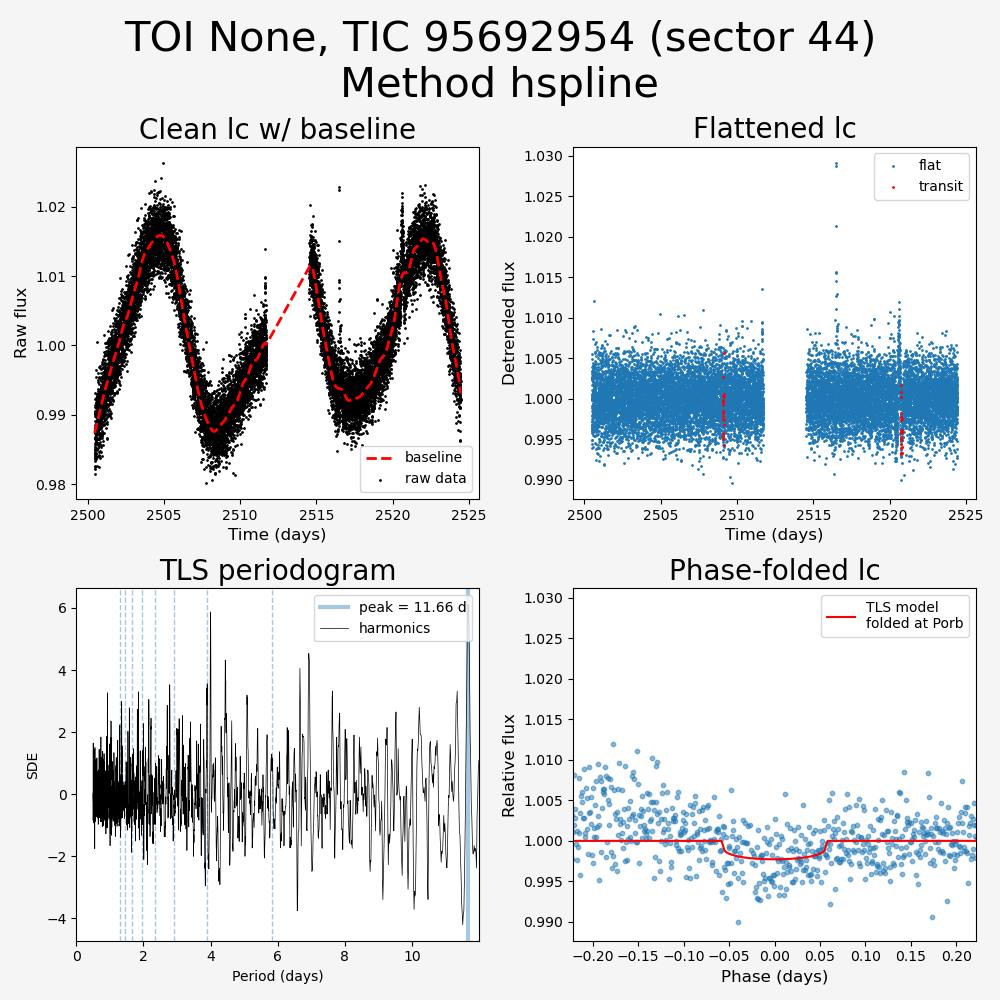 TOI None, TIC 95692954 (sector 44)
Method hspline
Clean lc w/ baseline
Raw flux
1.02
1.01
1.00
0.99
0.98
2500
2505
2510
2515
2520
2525
Time (days)
baseline
raw data
Flattened lc
Detrended flux
1.030
1.025
1.020
1.015
1.010
1.005
1.000
0.995
0.990
2500
2505
2510
2515
2520
2525
Time (days)
flat
transit
TLS periodogram
SDE
6
4
2
0
−2
−4
0
2
4
6
8
10
Period (days)
peak = 11.66 d
harmonics
Phase-folded lc
Relative flux
1.030
1.025
1.020
1.015
1.010
1.005
1.000
0.995
0.990
−0.20
−0.15
−0.10
−0.05
0.00
0.05
0.10
0.15
0.20
Phase (days)
TLS model
folded at Porb